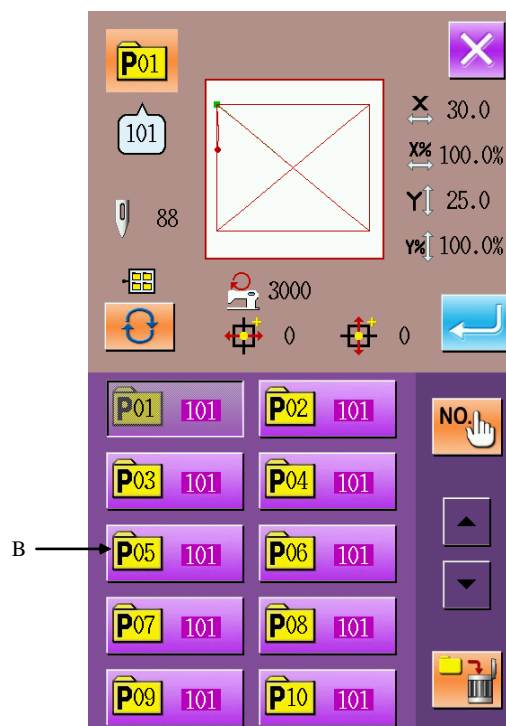 P01
101
X 30.0
X% 100.0%
88
Y 25.0
Y% 100.0%
3000
0 0
P01 101 P02 101
NO.
P03 101 P04 101
B P05 101 P06 101
P07 101 P08 101
P09 101 P10 101